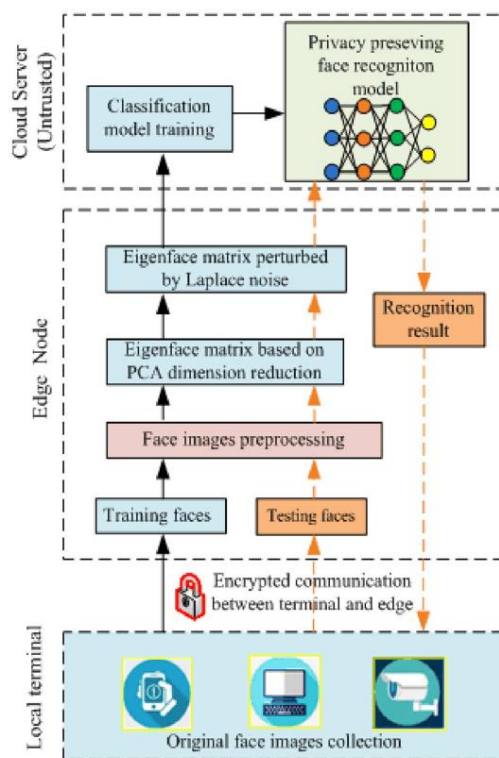 Cloud Server
(Untrusted)
Privacy preseving
face recogniton
model
Classification
model training
Edge Node
Eigenface matrix perturbed
by Laplace noise
Recognition
result
Eigenface matrix based on
PCA dimension reduction
Face images preprocessing
Training faces
Testing faces
Encrypted communication
between terminal and edge
Local terminal
Original face images collection